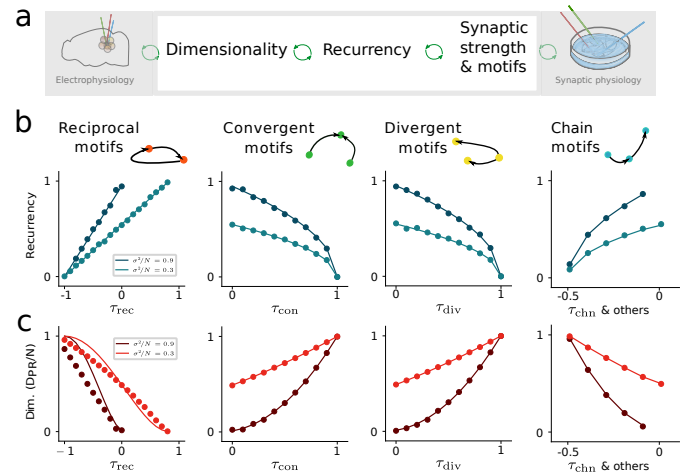 a
Electrophysiology
Dimensionality
Recurrency
Synaptic
strength
& motifs
Synaptic physiology
b
Reciprocal
motifs
Convergent
motifs
Divergent
motifs
Chain
motifs
Recurrency
1
0
σ²/N = 0.9
σ²/N = 0.3
-1 0 1
τrec
1
0
0 1
τcon
1
0
0 1
τdiv
1
0
-0.5 0
τchn & others
c
Dim. (DPR/N)
1
0
σ²/N = 0.9
σ²/N = 0.3
− 0 1
τrec
1
0
0 1
τcon
1
0
0 1
τdiv
1
0
-0.5 0
τchn & others